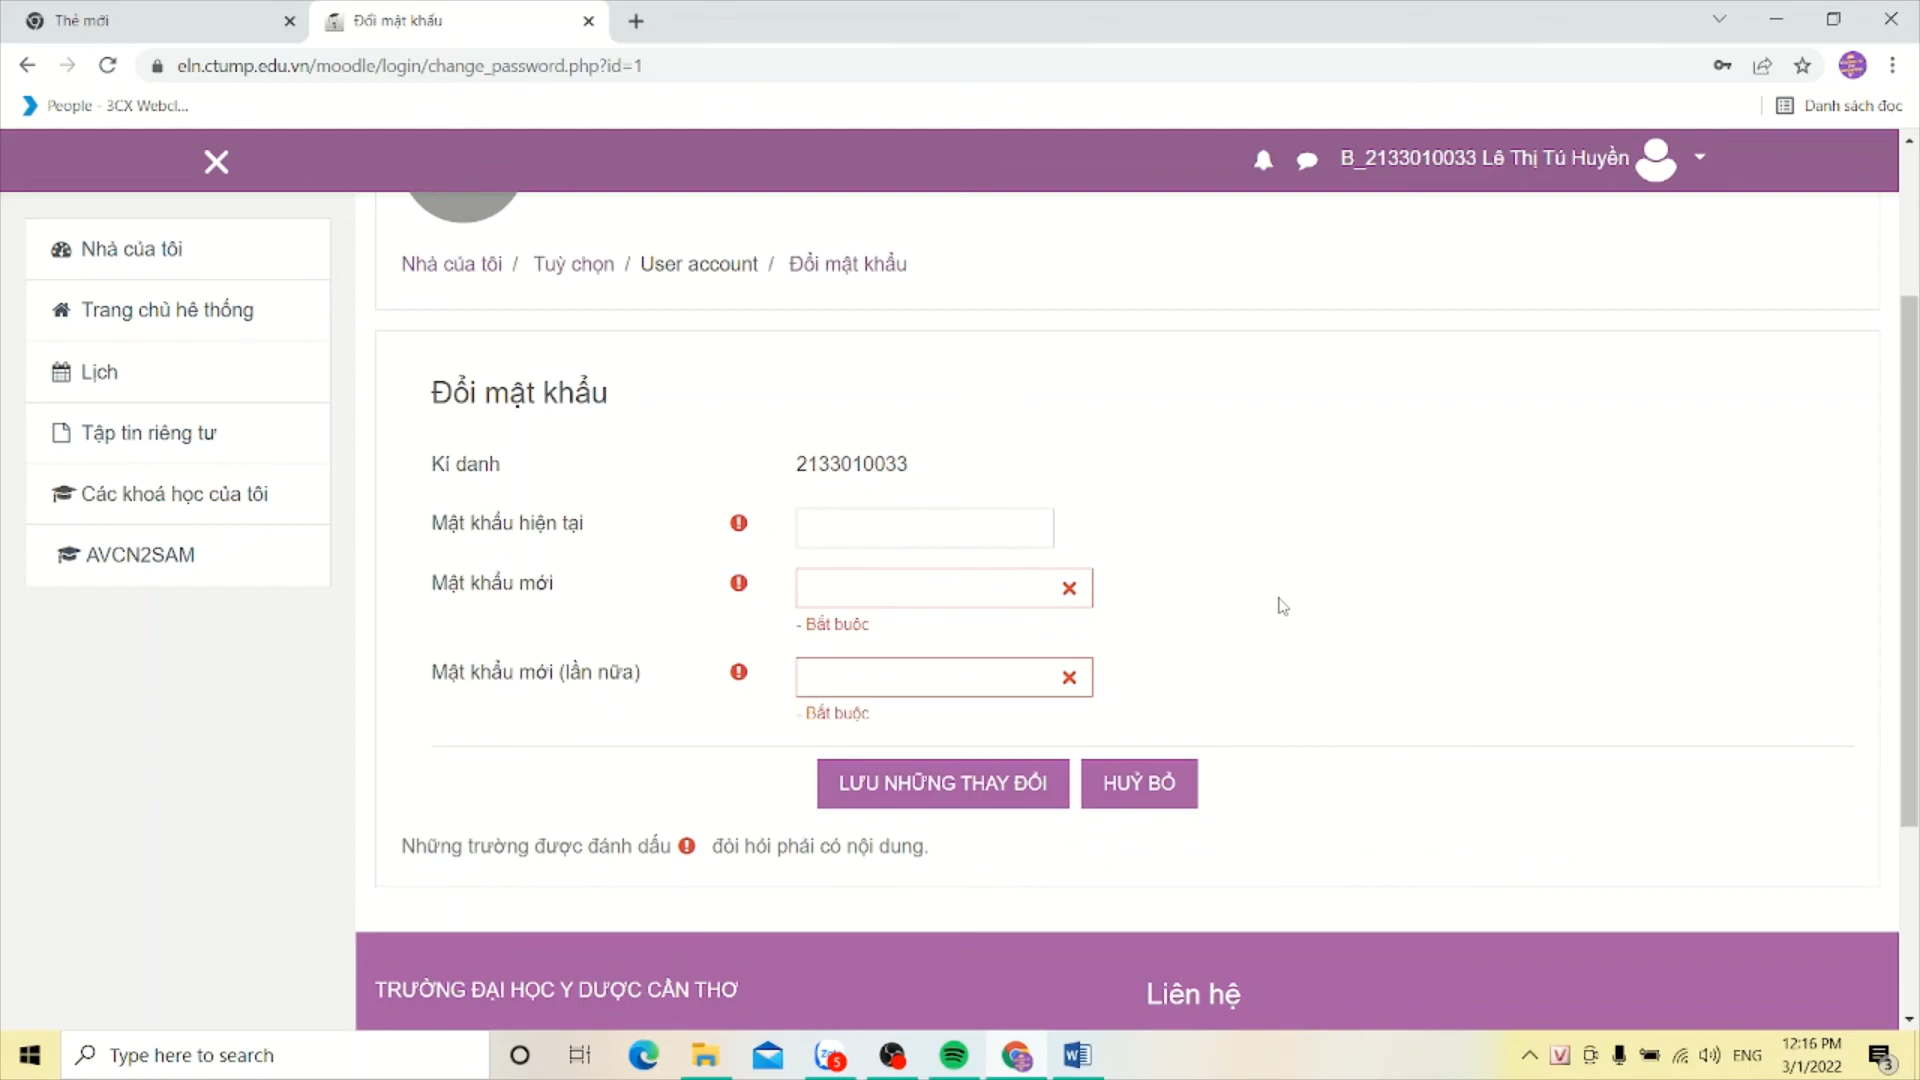 Thẻ mới
Đổi mật khẩu
eln.ctump.edu.vn/moodle/login/change_password.php?id=1
People - 3CX Webcl...
Danh sách đọc
B_2133010033 Lê Thị Tú Huyền
Nhà của tôi
Trang chủ hê thống
Lịch
Tập tin riêng tư
Các khoá học của tôi
AVCN2SAM
Nhà của tôi / Tuỳ chọn / User account / Đổi mật khẩu
Đổi mật khẩu
Kí danh 2133010033
Mật khẩu hiện tại
Mật khẩu mới
- Bắt buộc
Mật khẩu mới (lần nữa)
- Bắt buộc
LƯU NHỮNG THAY ĐỔI
HUỶ BỎ
Những trường được đánh dấu đòi hỏi phải có nội dung.
TRƯỜNG ĐẠI HỌC Y DƯỢC CẦN THƠ
Liên hệ
Type here to search
Zalo
5
ENG
12:16 PM
3/1/2022
3